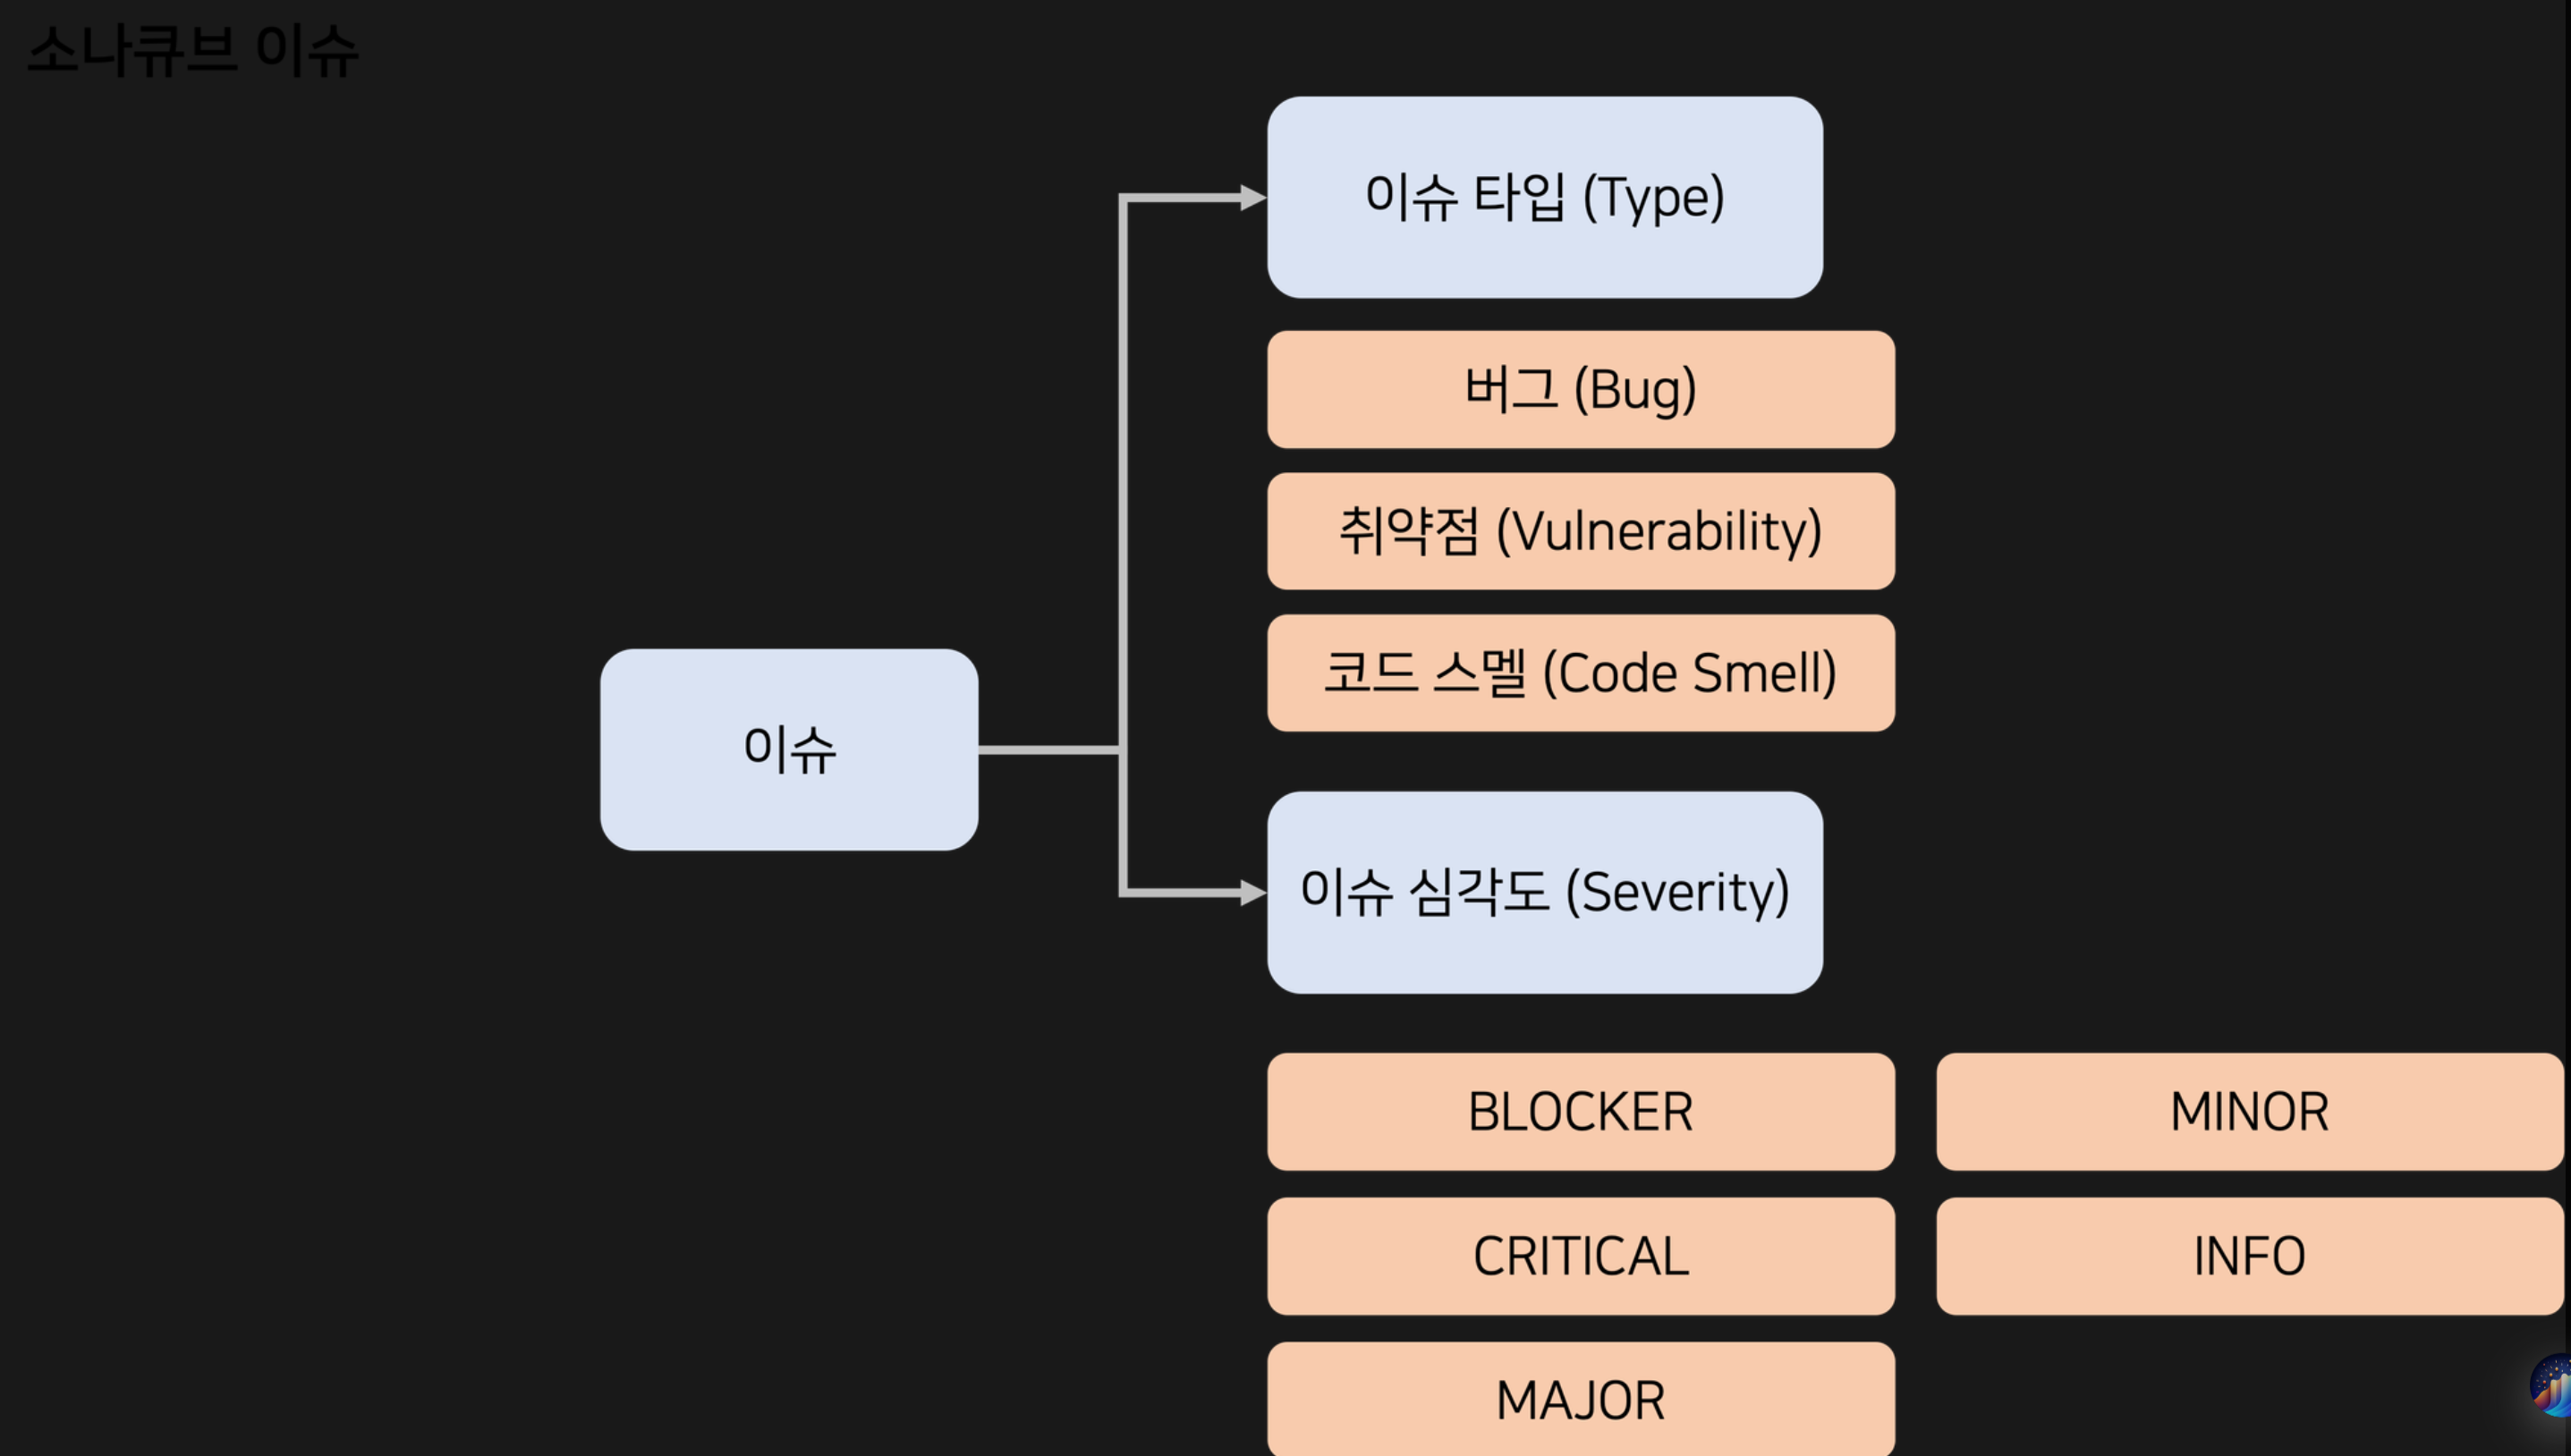 소나큐브 이슈
이슈 타입 (Type)
버그 (Bug)
취약점 (Vulnerability)
코드 스멜 (Code Smell)
이슈
이슈 심각도 (Severity)
BLOCKER
MINOR
CRITICAL
INFO
MAJOR